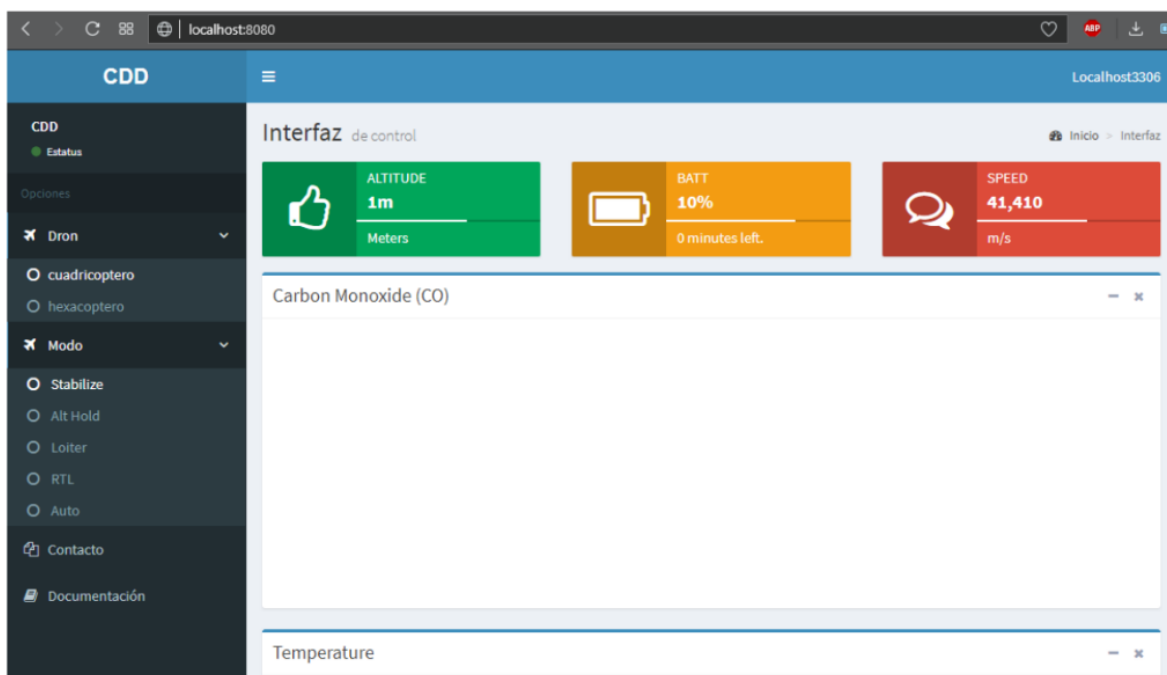 localhost:8080
ABP
CDD
Localhost3306
CDD
Estatus
Opciones
Dron
cuadricoptero
hexacoptero
Modo
Stabilize
Alt Hold
Loiter
RTL
Auto
Contacto
Documentación
Interfaz de control
Inicio > Interfaz
ALTITUDE
1m
Meters
BATT
10%
0 minutes left.
SPEED
41,410
m/s
Carbon Monoxide (CO)
Temperature